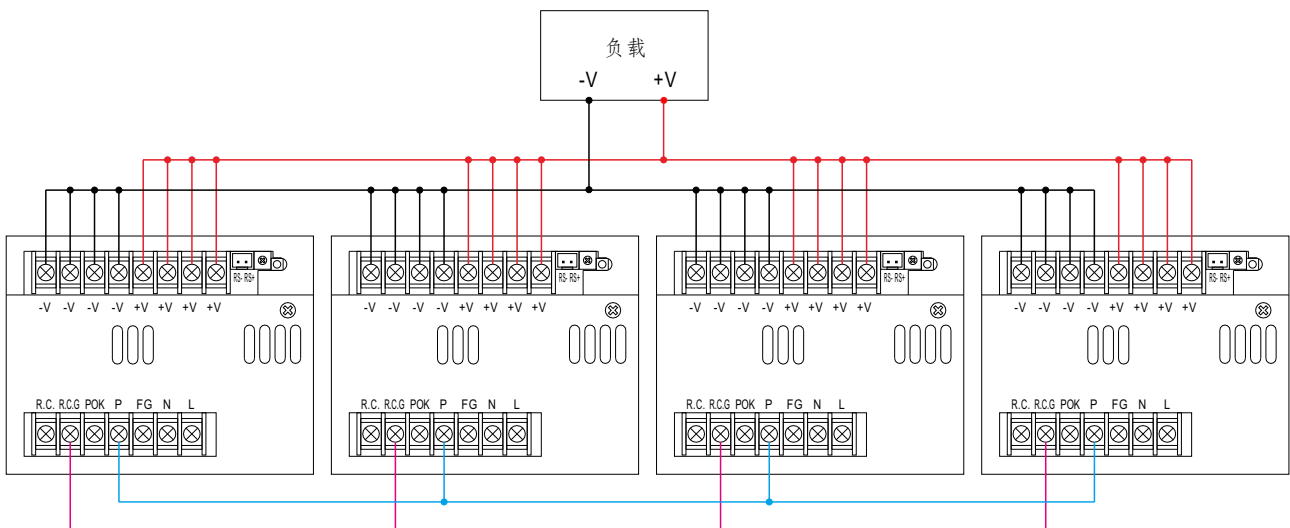 负载
-V +V
RS- RS+ RS- RS+ RS- RS+ RS- RS+
-V -V -V -V +V +V +V +V -V -V -V -V +V +V +V +V -V -V -V -V +V +V +V +V -V -V -V -V +V +V +V +V
R.C. R.C.G POK P FG N L R.C. R.C.G POK P FG N L R.C. R.C.G POK P FG N L R.C. R.C.G POK P FG N L